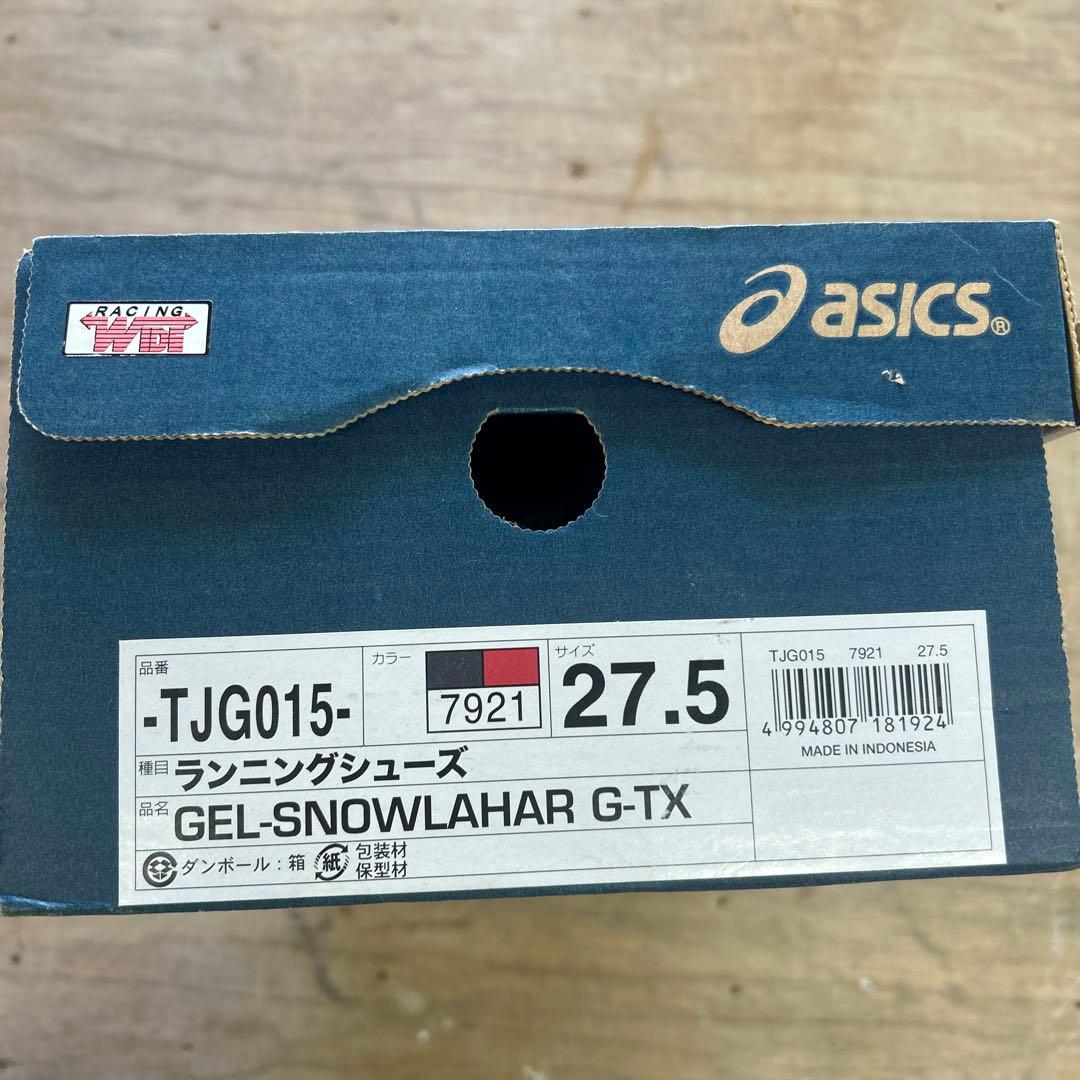 RACING
WIDE
asics®
品番
-TJG015-
カラー
7921
サイズ
27.5
TJG015 7921 27.5
4 994807 181924
MADE IN INDONESIA
種目 ランニングシューズ
品名 GEL-SNOWLAHAR G-TX
ダンボール：箱 紙 包装材
保型材